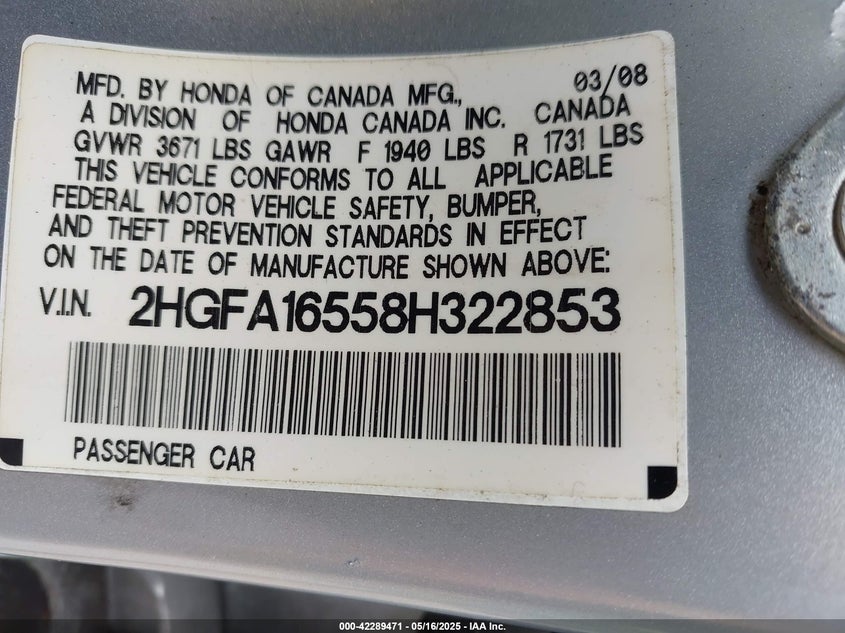 MFD. BY HONDA OF CANADA MFG., 03/08
A DIVISION OF HONDA CANADA INC. CANADA
GVWR 3671 LBS GAWR F 1940 LBS R 1731 LBS
THIS VEHICLE CONFORMS TO ALL APPLICABLE
FEDERAL MOTOR VEHICLE SAFETY, BUMPER,
AND THEFT PREVENTION STANDARDS IN EFFECT
ON THE DATE OF MANUFACTURE SHOWN ABOVE:
V.I.N. 2HGFA16558H322853
PASSENGER CAR
000-42289471 - 05/16/2025 - IAA Inc.